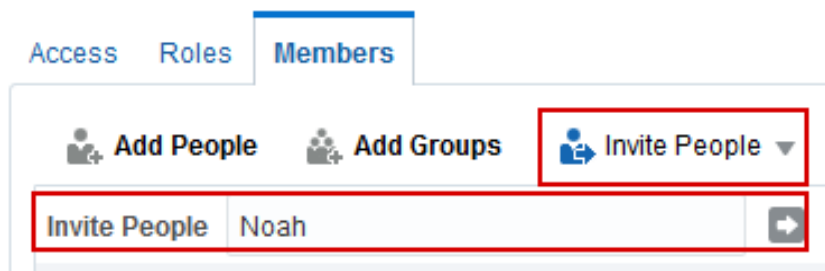 Access Roles Members
Add People Add Groups Invite People
Invite People Noah